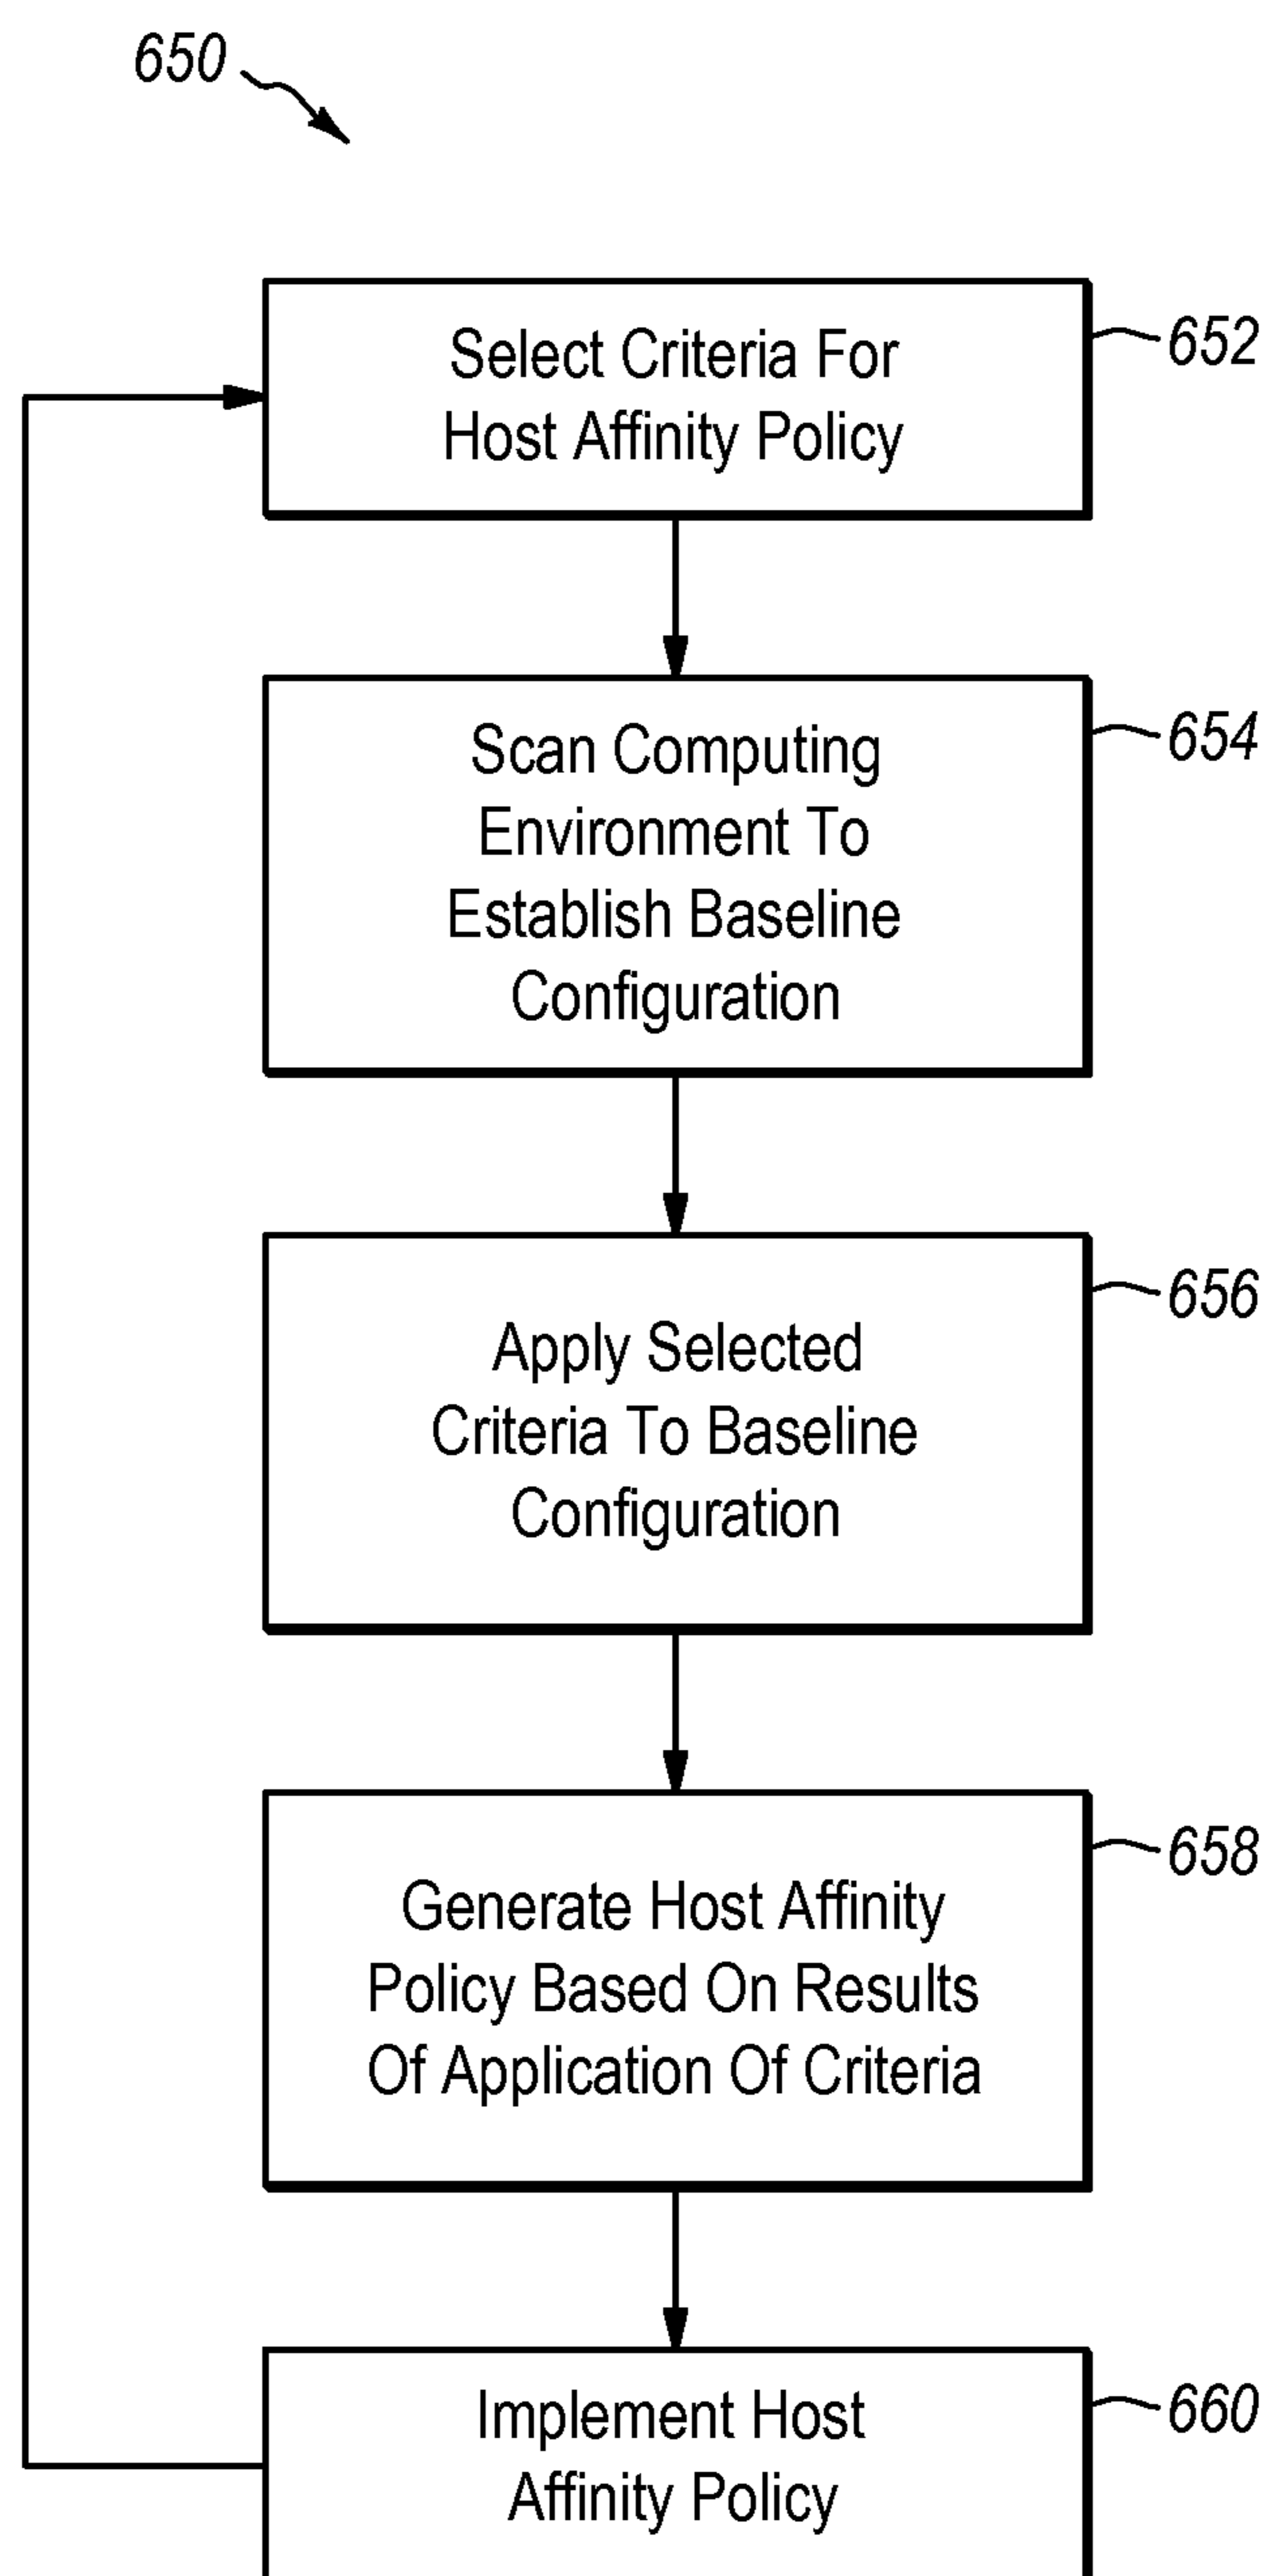 650
Select Criteria For
Host Affinity Policy
652
Scan Computing
Environment To
Establish Baseline
Configuration
654
Apply Selected
Criteria To Baseline
Configuration
656
Generate Host Affinity
Policy Based On Results
Of Application Of Criteria
658
Implement Host
Affinity Policy
660